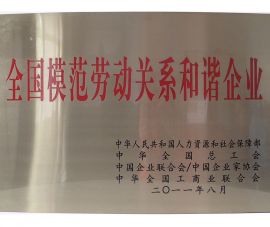 全国模范劳动关系和谐企业
中华人民共和国人力资源和社会保障部
中华全国总工会
中国企业联合会/中国企业家协会
中华全国工商业联合会
二〇一一年八月